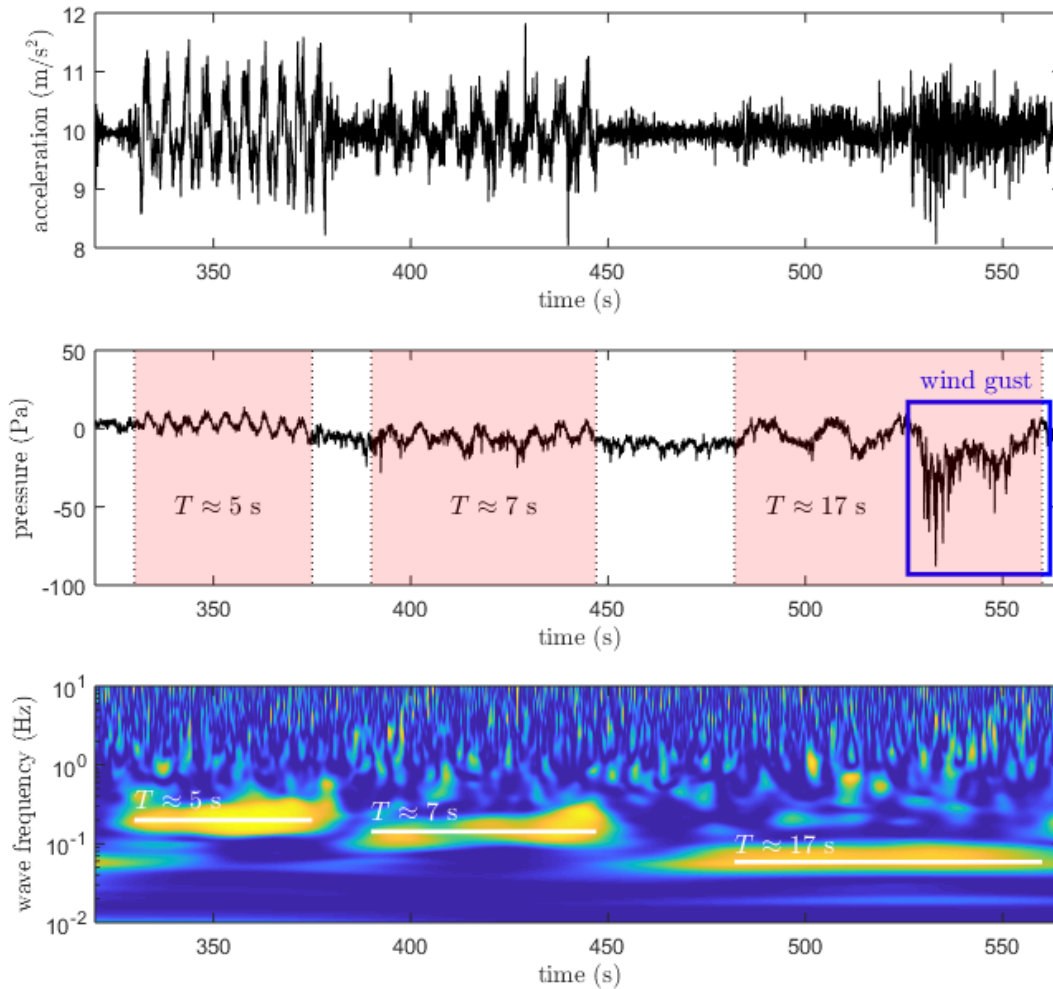 12
11
10
9
8
acceleration (m/s²)
350 400 450 500 550
time (s)
50
0
-50
-100
pressure (Pa)
wind gust
T ≈ 5 s T ≈ 7 s T ≈ 17 s
350 400 450 500 550
time (s)
10¹
10⁰
10⁻¹
10⁻²
wave frequency (Hz)
T ≈ 5 s
T ≈ 7 s
T ≈ 17 s
350 400 450 500 550
time (s)